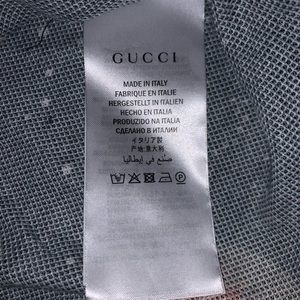 GUCCI
MADE IN ITALY
FABRIQUÉ EN ITALIE
HERGESTELLT IN ITALIEN
HECHO EN ITALIA
PRODUZIDO NA ITALIA
СДЕЛАНО В ИТАЛИИ
イタリア製
产地:意大利
صنع في إيطاليا